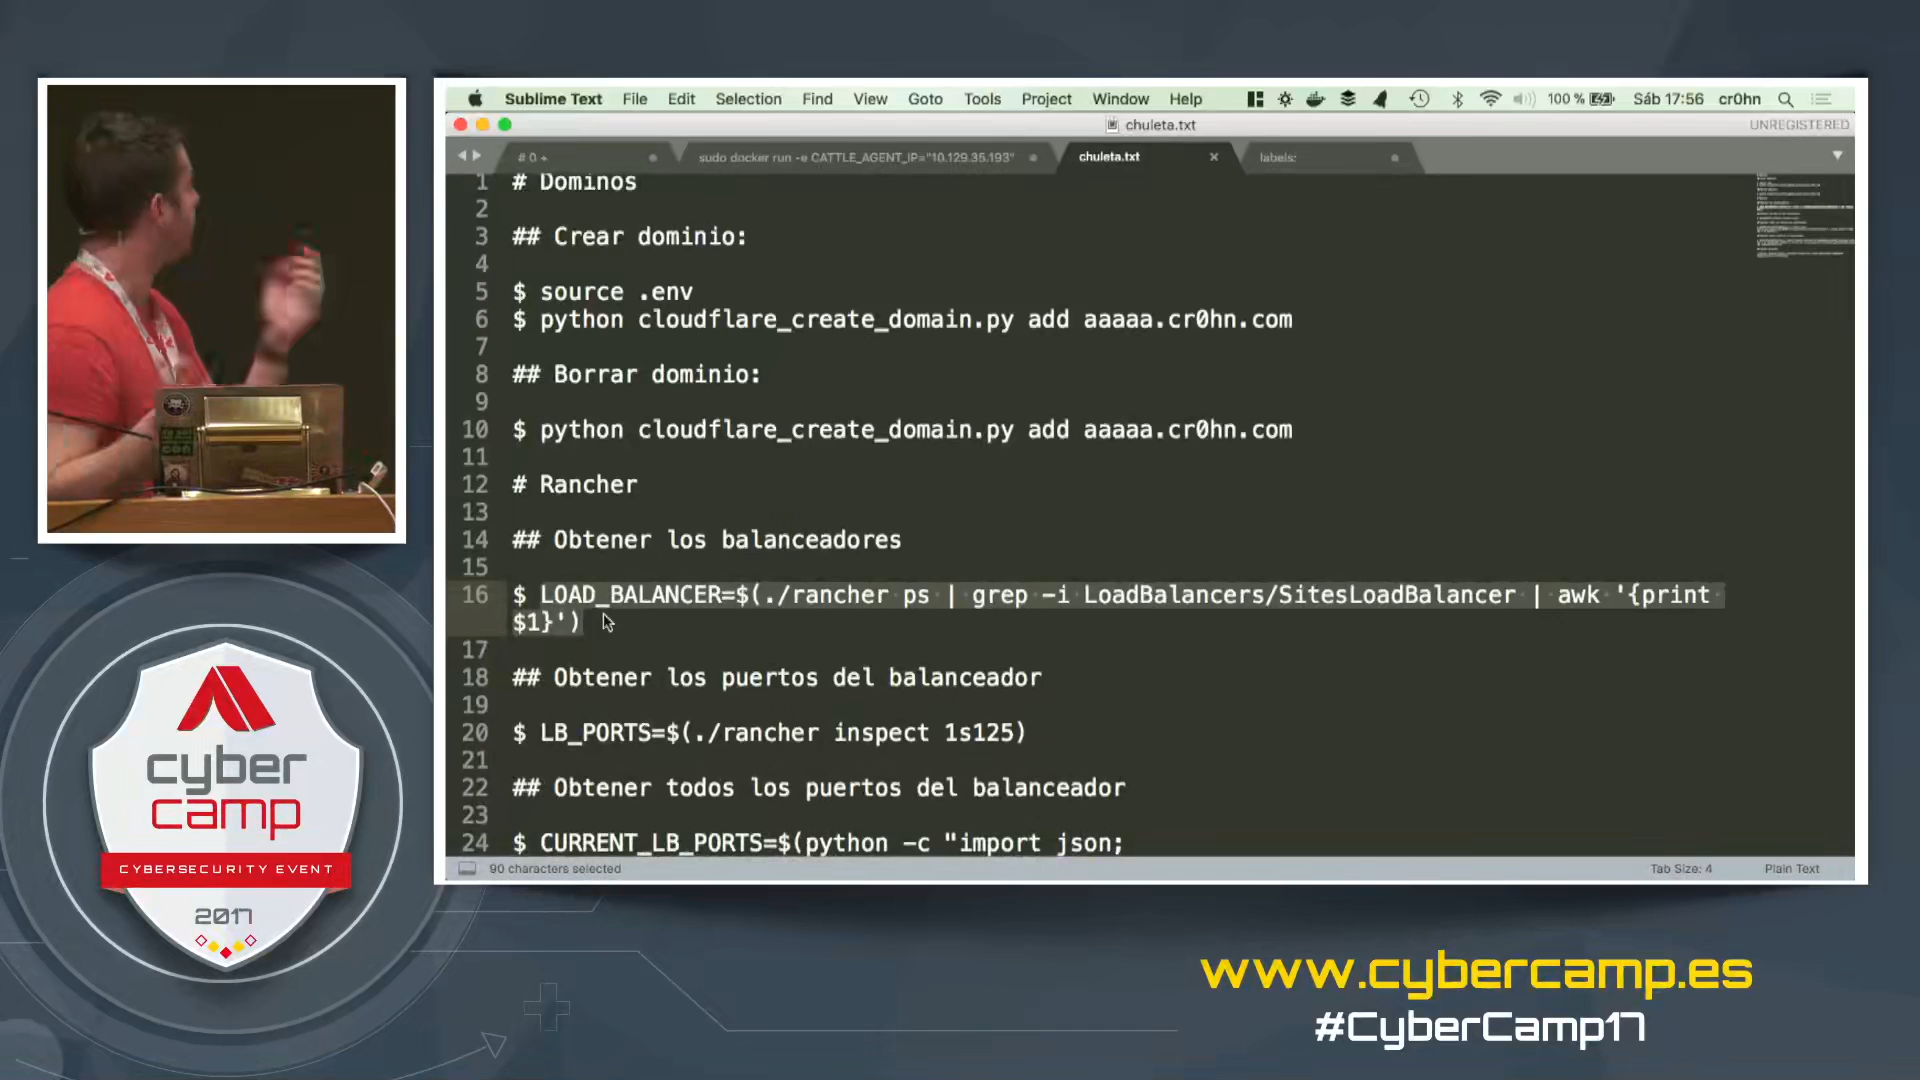 Sublime Text File Edit Selection Find View Goto Tools Project Window Help 100 % Sáb 17:56 cr0hn
chuleta.txt
UNREGISTERED
# 0 +
sudo docker run -e CATTLE_AGENT_IP="10.129.35.193"
chuleta.txt
labels:
1 # Dominos
2
3 ## Crear dominio:
4
5 $ source .env
6 $ python cloudflare_create_domain.py add aaaaa.cr0hn.com
7
8 ## Borrar dominio:
9
10 $ python cloudflare_create_domain.py add aaaaa.cr0hn.com
11
12 # Rancher
13
14 ## Obtener los balanceadores
15
16 $ LOAD_BALANCER=$(./rancher ps | grep -i LoadBalancers/SitesLoadBalancer | awk '{print
$1}')
17
18 ## Obtener los puertos del balanceador
19
20 $ LB_PORTS=$(./rancher inspect 1s125)
21
22 ## Obtener todos los puertos del balanceador
23
24 $ CURRENT_LB_PORTS=$(python -c "import json;
90 characters selected
Tab Size: 4
Plain Text
cyber
camp
CYBERSECURITY EVENT
2017
www.cybercamp.es
#CyberCamp17